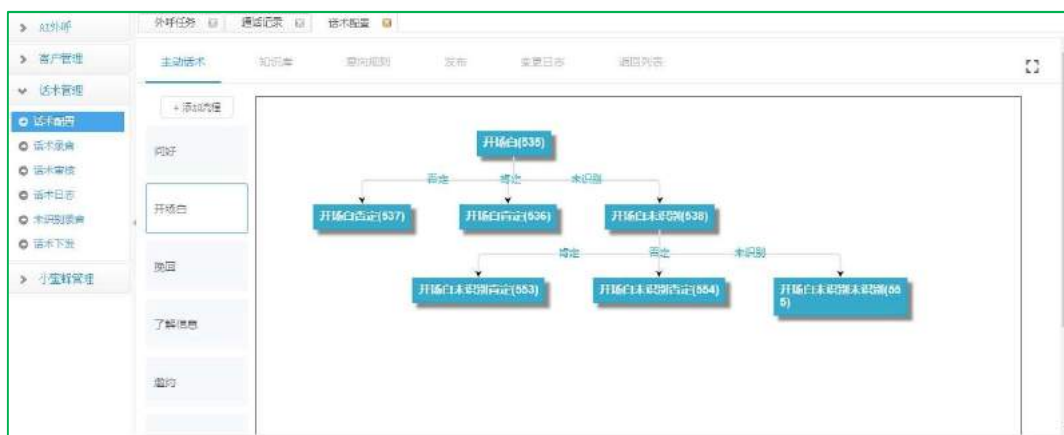 AI外呼
客户管理
话术管理
话术配置
话术录音
话术审核
话术日志
未识别录音
话术下发
小蜜蜂管理
外呼任务 通话记录 话术配置
主动话术 知识库 意向规则 发布 变更日志 返回列表
+ 添加流程
问好
开场白
挽回
了解信息
邀约
开场白(535)
否定 肯定 未识别
开场白否定(537) 开场白肯定(536) 开场白未识别(538)
肯定 否定 未识别
开场白未识别肯定(553) 开场白未识别否定(554) 开场白未识别未识别(55
5)